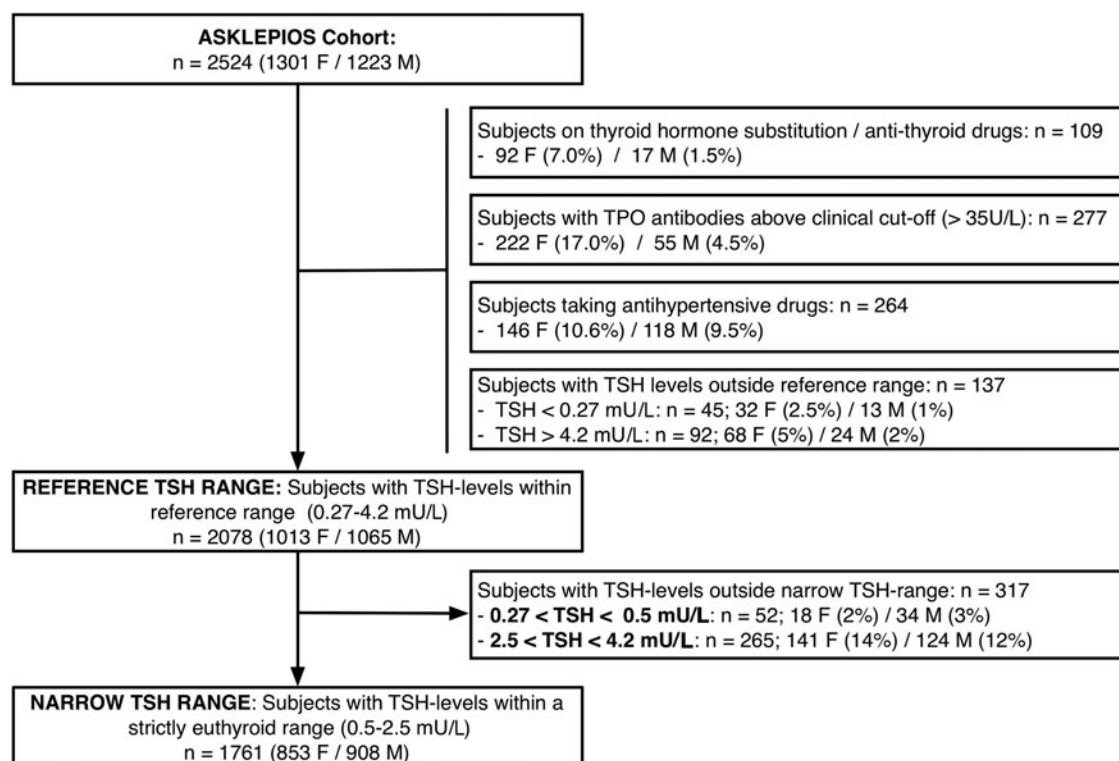 ASKLEPIOS Cohort:
n = 2524 (1301 F / 1223 M)
Subjects on thyroid hormone substitution / anti-thyroid drugs: n = 109
- 92 F (7.0%) / 17 M (1.5%)
Subjects with TPO antibodies above clinical cut-off (> 35U/L): n = 277
- 222 F (17.0%) / 55 M (4.5%)
Subjects taking antihypertensive drugs: n = 264
- 146 F (10.6%) / 118 M (9.5%)
Subjects with TSH levels outside reference range: n = 137
- TSH < 0.27 mU/L: n = 45; 32 F (2.5%) / 13 M (1%)
- TSH > 4.2 mU/L: n = 92; 68 F (5%) / 24 M (2%)
REFERENCE TSH RANGE: Subjects with TSH-levels within
reference range (0.27-4.2 mU/L)
n = 2078 (1013 F / 1065 M)
Subjects with TSH-levels outside narrow TSH-range: n = 317
- 0.27 < TSH < 0.5 mU/L: n = 52; 18 F (2%) / 34 M (3%)
- 2.5 < TSH < 4.2 mU/L: n = 265; 141 F (14%) / 124 M (12%)
NARROW TSH RANGE: Subjects with TSH-levels within a
strictly euthyroid range (0.5-2.5 mU/L)
n = 1761 (853 F / 908 M)